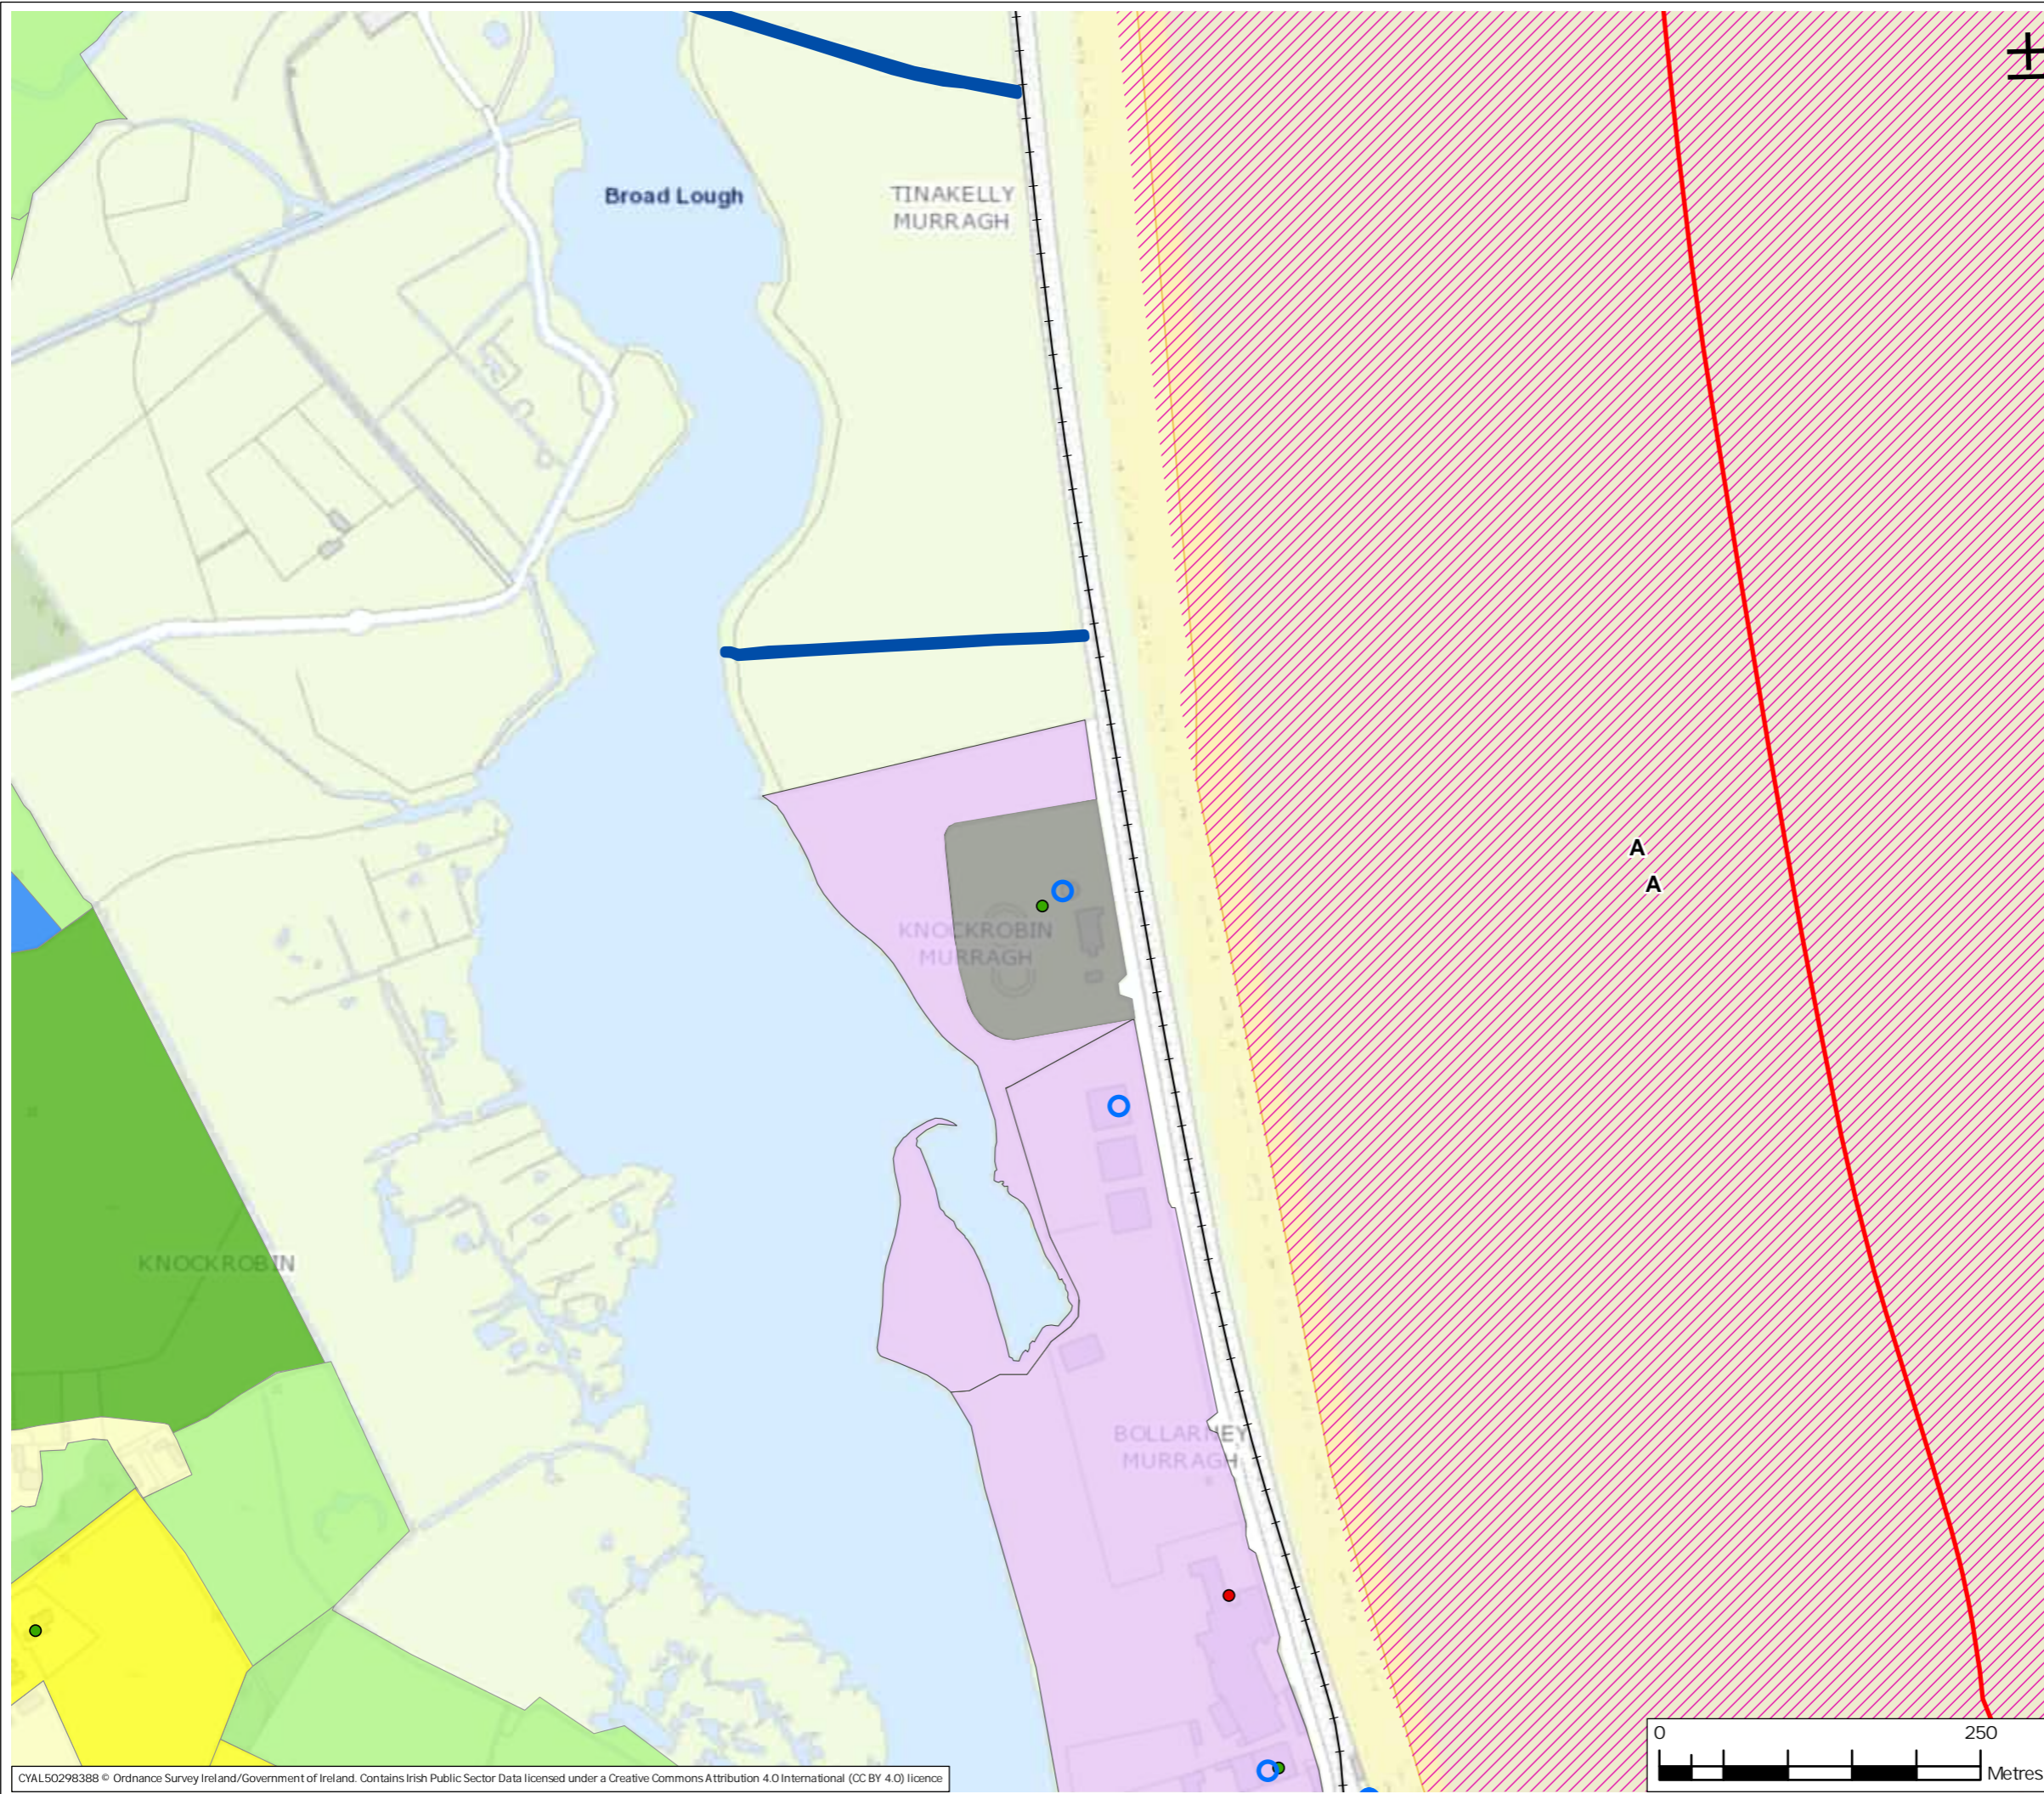 Broad Lough
TINAKELLY
MURRAGH
A
A
KNOCKROBIN
MURRAGH
KNOCKROBIN
BOLLARNEY
MURRAGH
0 250
Metres
CYAL50298388 © Ordnance Survey Ireland/Government of Ireland. Contains Irish Public Sector Data licensed under a Creative Commons Attribution 4.0 International (CC BY 4.0) licence